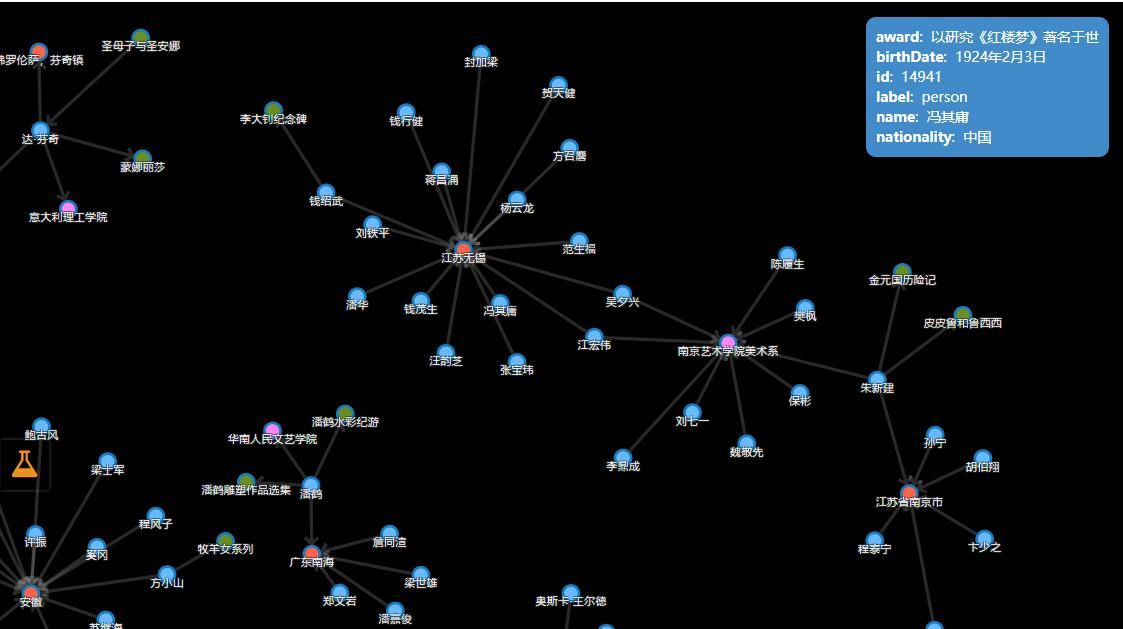 award: 以研究《红楼梦》著名于世
birthDate: 1924年2月3日
id: 14941
label: person
name: 冯其庸
nationality: 中国
圣母子与圣安娜
弗罗伦萨，芬奇镇
封加梁
贺天健
李大钊纪念碑
钱行健
达·芬奇
方召麐
蒙娜丽莎
蒋昌涌
钱绍武
杨云龙
意大利理工学院
刘铁平
范生福
江苏无锡
陈履生
金元国历险记
潘华
钱茂生
冯其庸
吴夕兴
樊枫
皮皮鲁和鲁西西
江宏伟
南京艺术学院美术系
汪韵芝
张宝玮
朱新建
保彬
潘鹤水彩纪游
刘七一
鲍古风
华南人民文艺学院
孙宁
魏敬先
梁士军
李鼎成
胡伯翔
潘鹤雕塑作品选集
潘鹤
江苏省南京市
程风子
许振
牧羊女系列
詹同渲
程泰宁
卞少之
广东南海
方小山
梁世雄
安徽
郑文岩
奥斯卡·王尔德
潘嘉俊